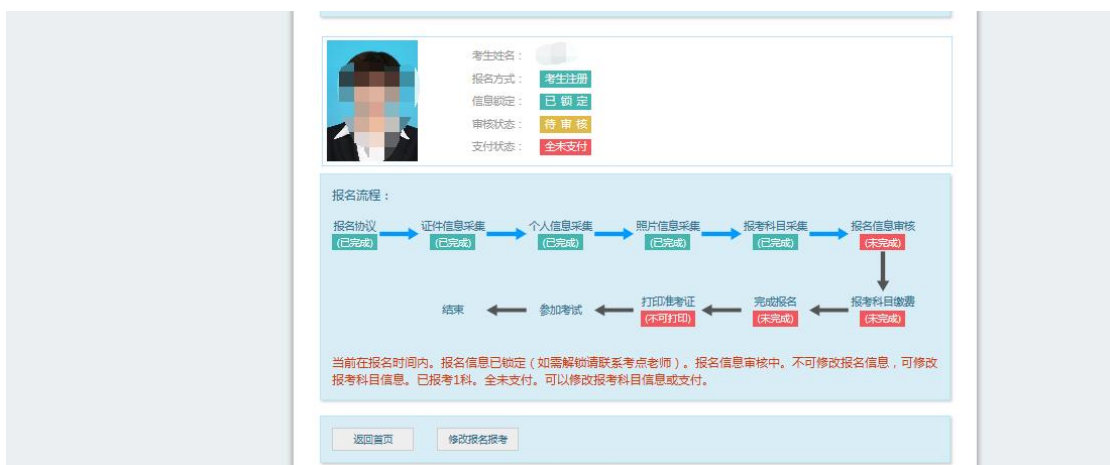 考生姓名：
报名方式： 考生注册
信息锁定： 已 锁 定
审核状态： 待 审 核
支付状态： 全未支付
报名流程：
报名协议 证件信息采集 个人信息采集 照片信息采集 报考科目采集 报名信息审核
(已完成) (已完成) (已完成) (已完成) (已完成) (未完成)
结束 参加考试 打印准考证 完成报名 报考科目缴费
(不可打印) (未完成) (未完成)
当前在报名时间内。报名信息已锁定（如需解锁请联系考点老师）。报名信息审核中。不可修改报名信息，可修改
报考科目信息。已报考1科。全未支付。可以修改报考科目信息或支付。
返回首页 修改报名报考